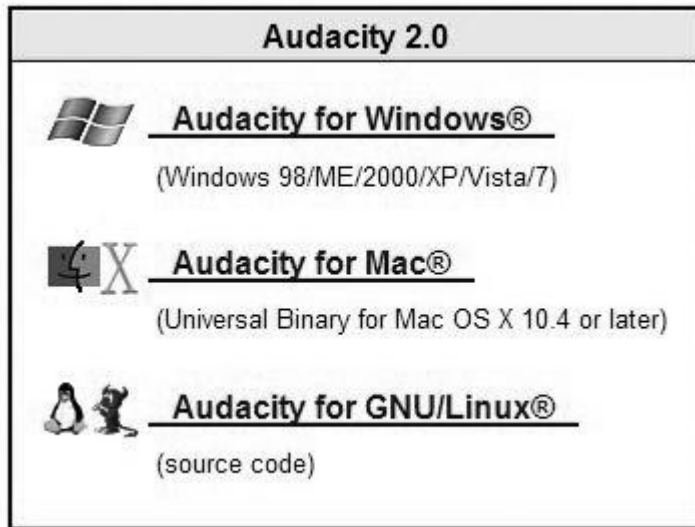 Audacity 2.0
Audacity for Windows®
(Windows 98/ME/2000/XP/Vista/7)
X
Audacity for Mac®
(Universal Binary for Mac OS X 10.4 or later)
Audacity for GNU/Linux®
(source code)